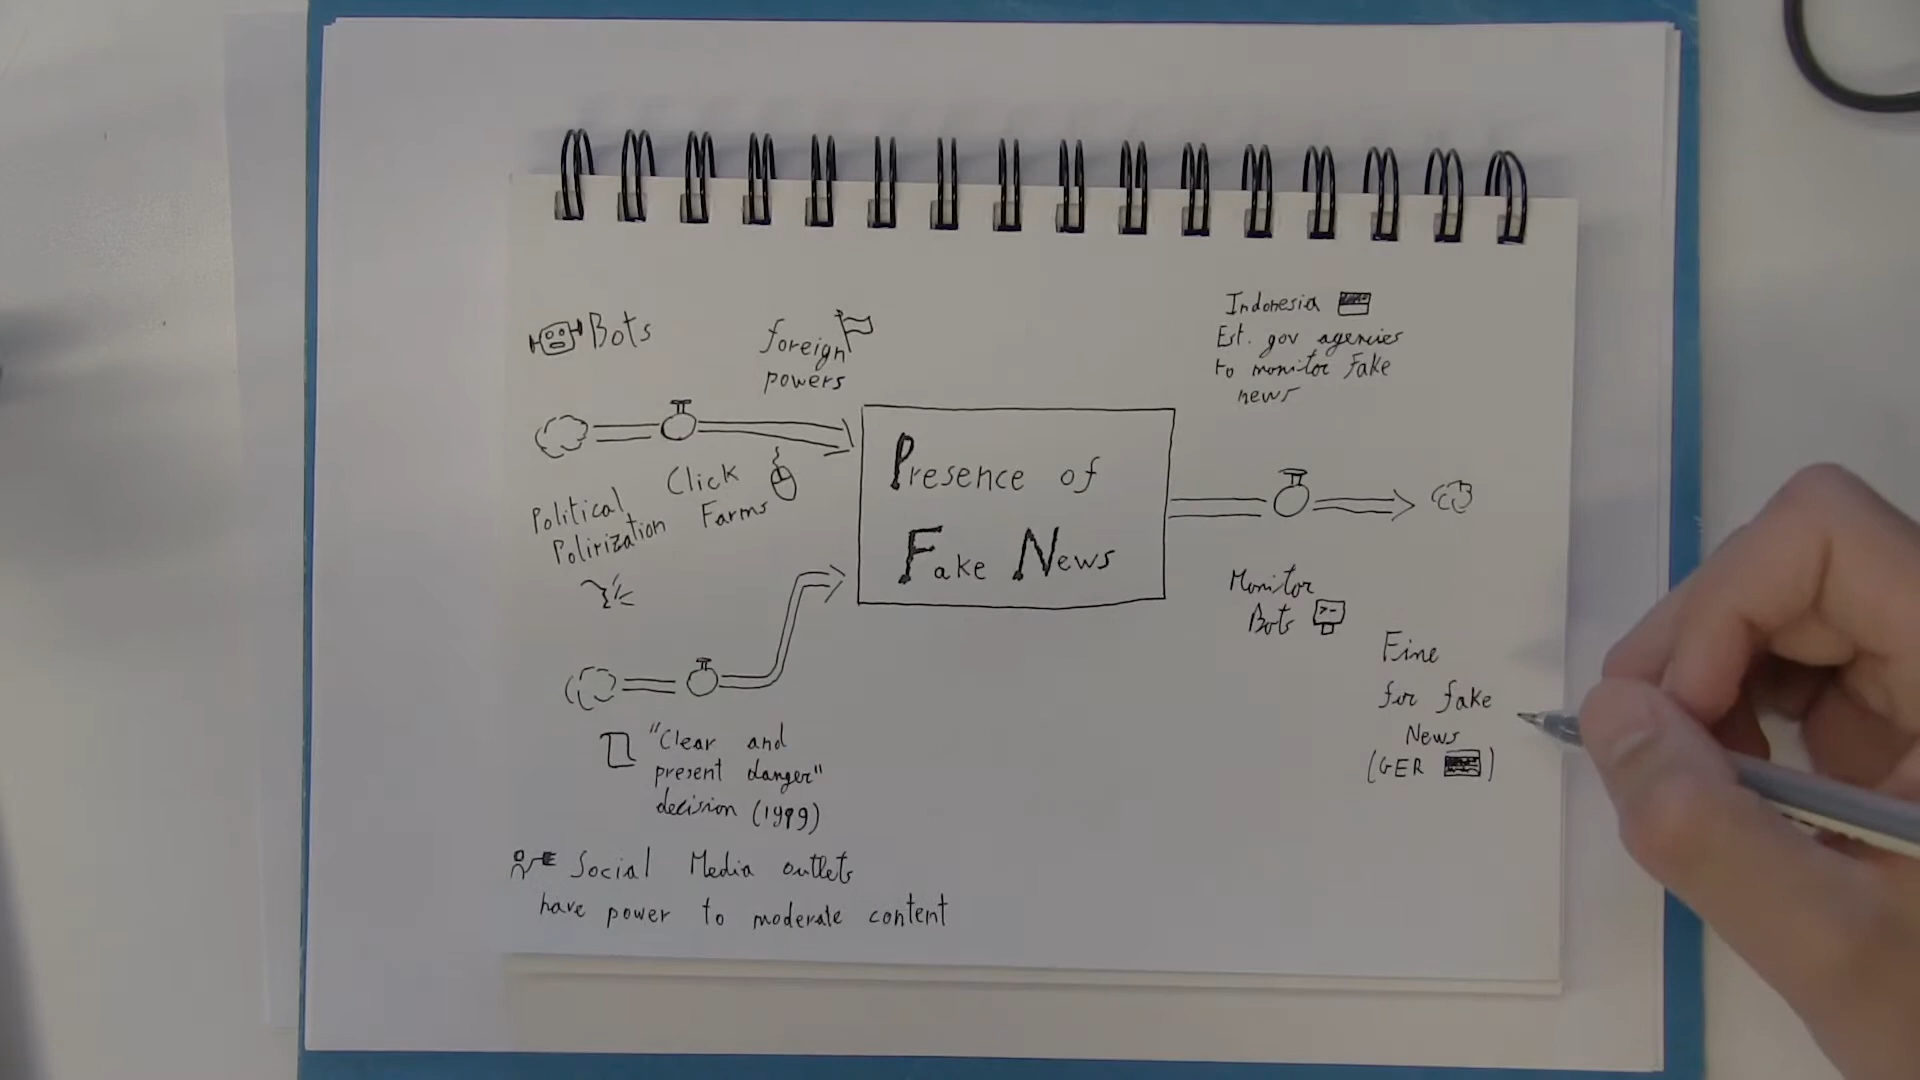 Bots
foreign
powers
Click
Farms
Political
Polirization
Presence of
Fake News
Indonesia
Est. gov agencies
to monitor Fake
news
Monitor
Bots
Fine
for fake
News
(GER )
"Clear and
present danger"
decision (1999)
Social Media outlets
have power to moderate content